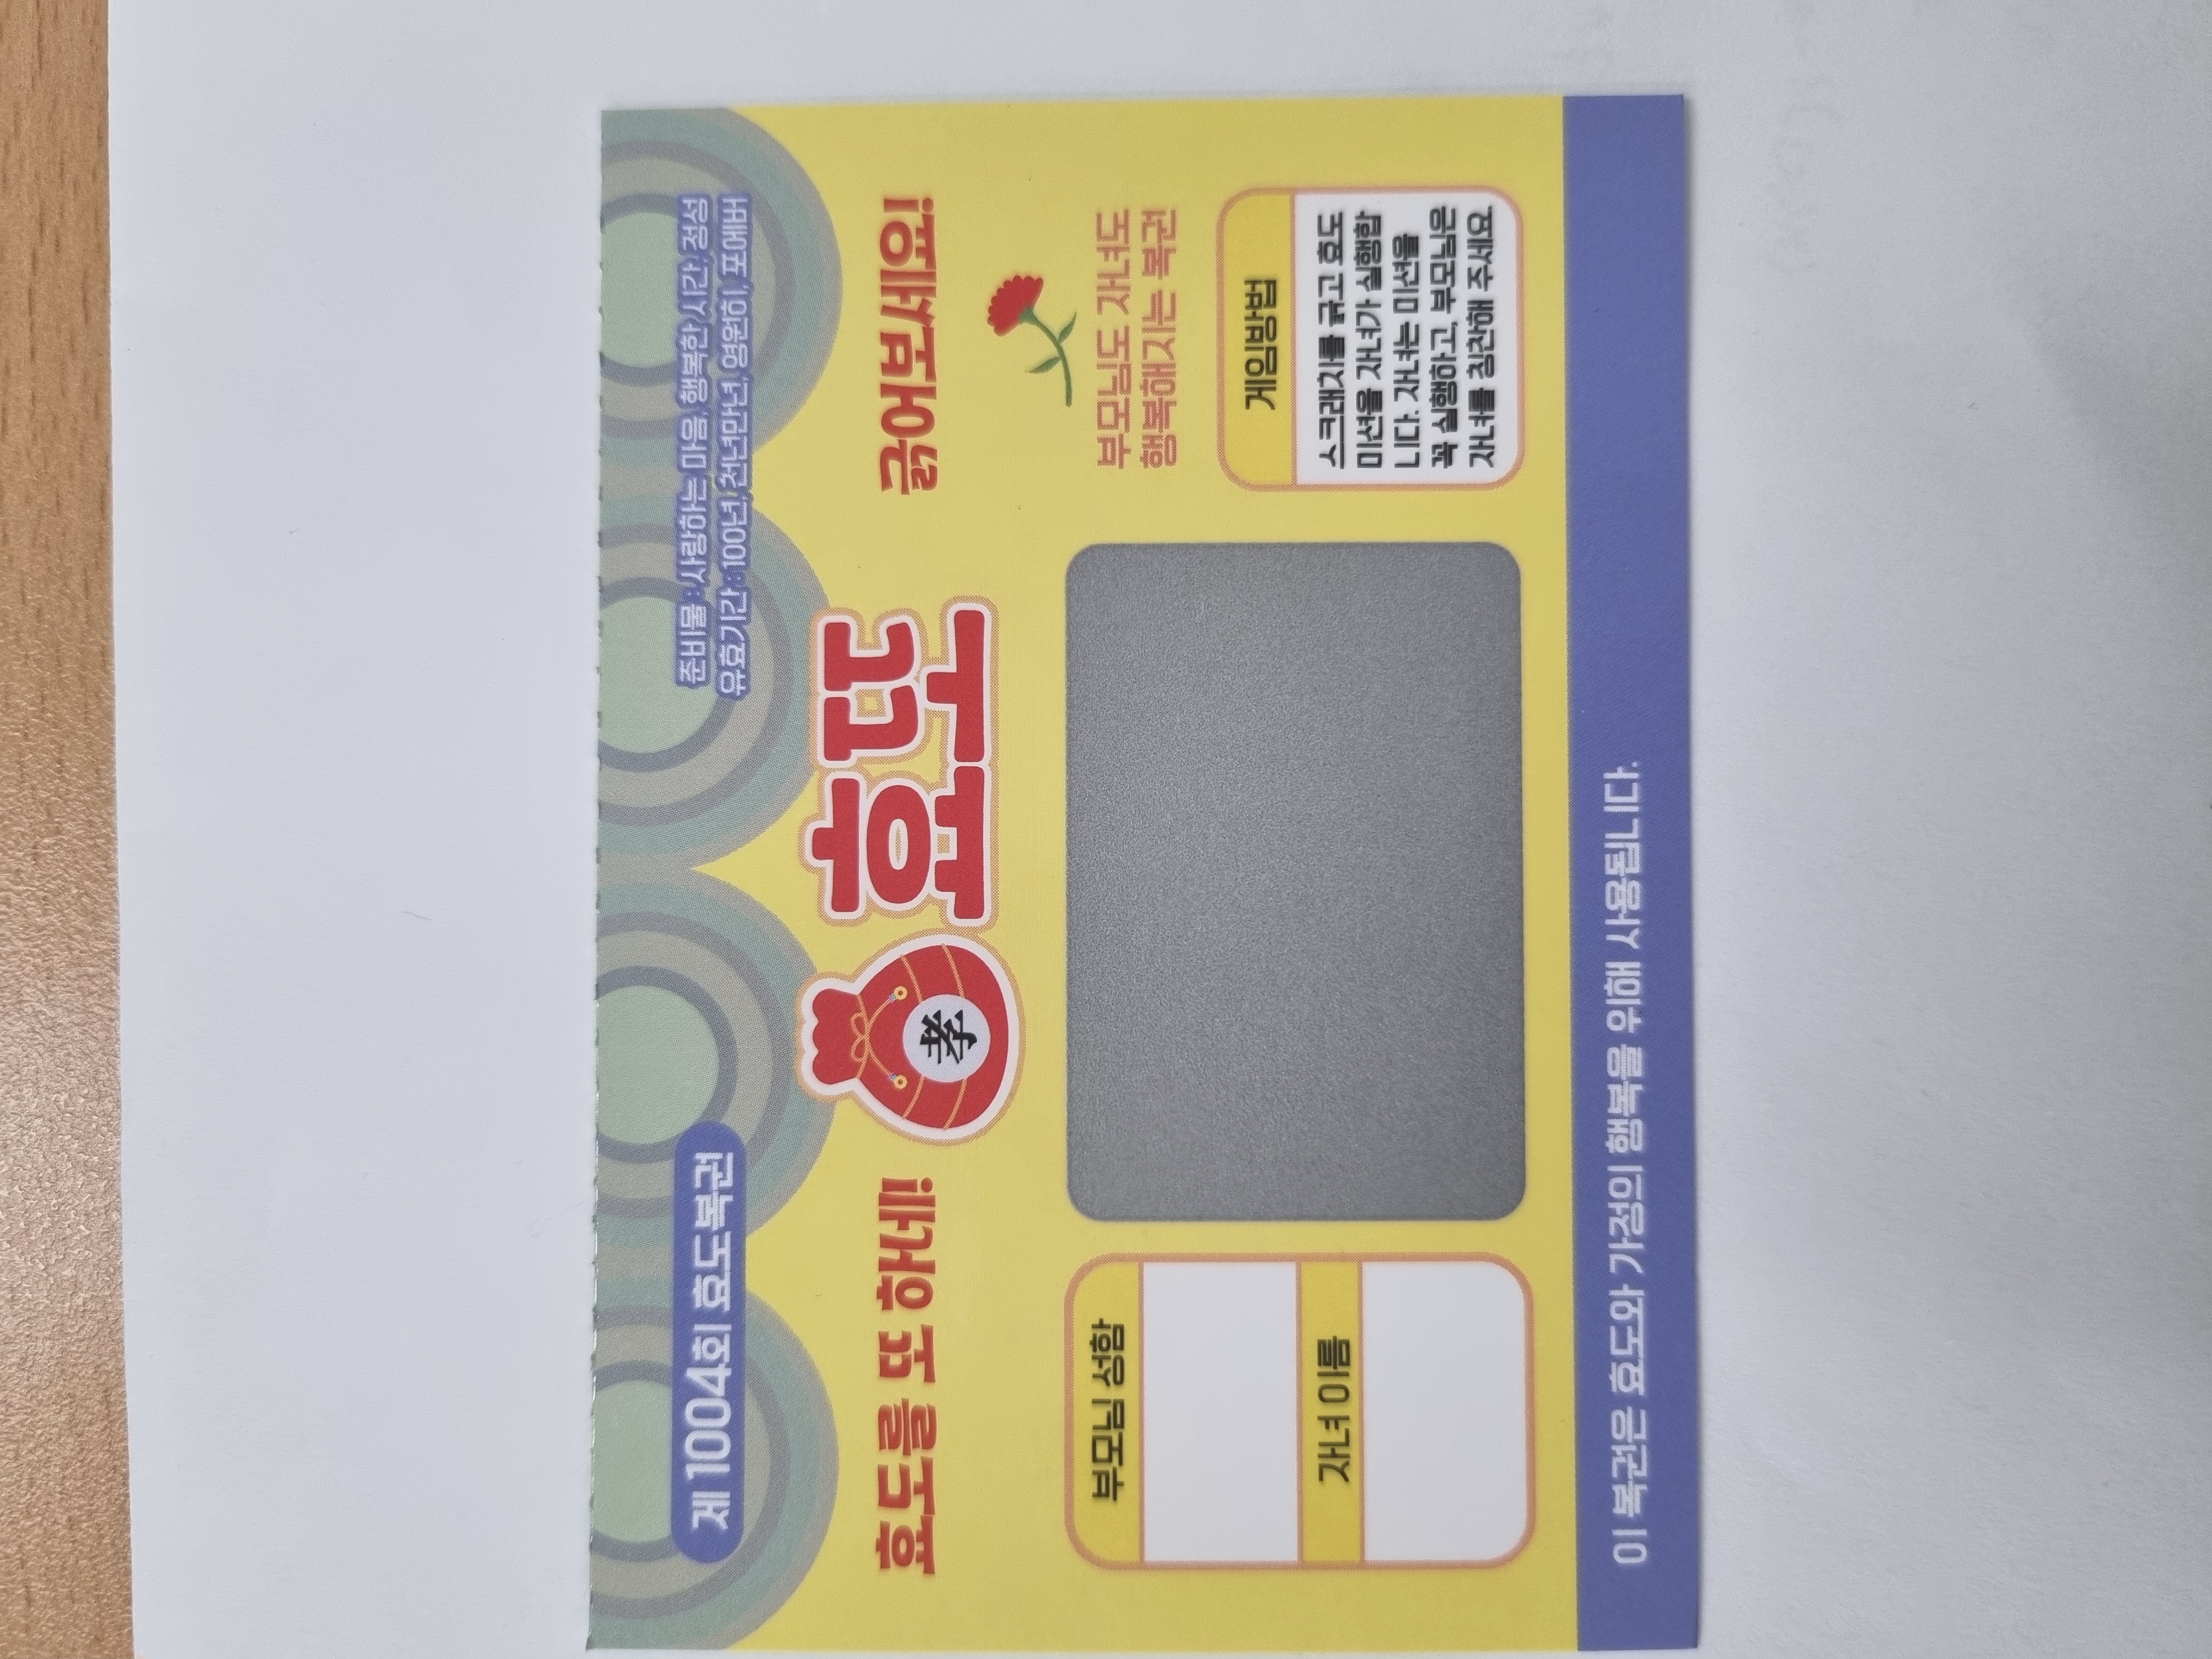 제 1004회 효도복권
준비물 : 사랑하는 마음, 행복한 시간, 정성
유효기간 : 100년, 천년만년, 영원히, 포에버
효도를 또 하네!
孝
효또
긁어보세요!
부모님도 자녀도
행복해지는 복권
부모님 성함
자녀 이름
게임방법
스크래치를 긁고 효도
미션을 자녀가 실행합
니다. 자녀는 미션을
꼭 실행하고, 부모님은
자녀를 칭찬해 주세요.
이 복권은 효도와 가정의 행복을 위해 사용됩니다.